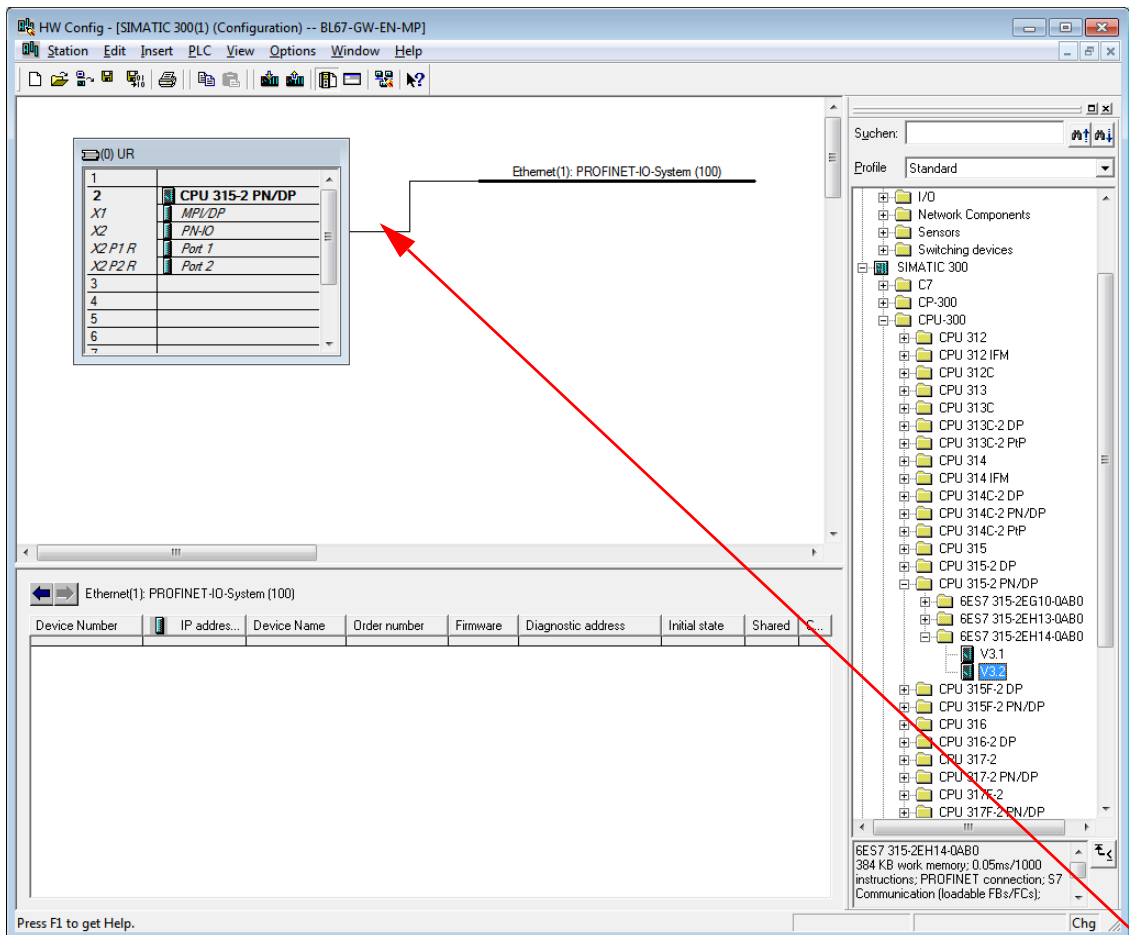 HW Config - [SIMATIC 300(1) (Configuration) -- BL67-GW-EN-MP]
Station Edit Insert PLC View Options Window Help
(0) UR
1
2 CPU 315-2 PN/DP
X1 MPI/DP
X2 PN-IO
X2 P1 R Port 1
X2 P2 R Port 2
3
4
5
6
7
Ethernet(1): PROFINET-IO-System (100)
Suchen:
Profile Standard
I/O
Network Components
Sensors
Switching devices
SIMATIC 300
C7
CP-300
CPU-300
CPU 312
CPU 312 IFM
CPU 312C
CPU 313
CPU 313C
CPU 313C-2 DP
CPU 313C-2 PtP
CPU 314
CPU 314 IFM
CPU 314C-2 DP
CPU 314C-2 PN/DP
CPU 314C-2 PtP
CPU 315
CPU 315-2 DP
CPU 315-2 PN/DP
6ES7 315-2EG10-0AB0
6ES7 315-2EH13-0AB0
6ES7 315-2EH14-0AB0
V3.1
V3.2
CPU 315F-2 DP
CPU 315F-2 PN/DP
CPU 316
CPU 316-2 DP
CPU 317-2
CPU 317-2 PN/DP
CPU 317F-2
CPU 317F-2 PN/DP
6ES7 315-2EH14-0AB0
384 KB work memory; 0.05ms/1000
instructions; PROFINET connection; S7
Communication (loadable FBs/FCs);
Ethernet(1): PROFINET-IO-System (100)
Device Number IP addres... Device Name Order number Firmware Diagnostic address Initial state Shared C...
Press F1 to get Help.
Chg